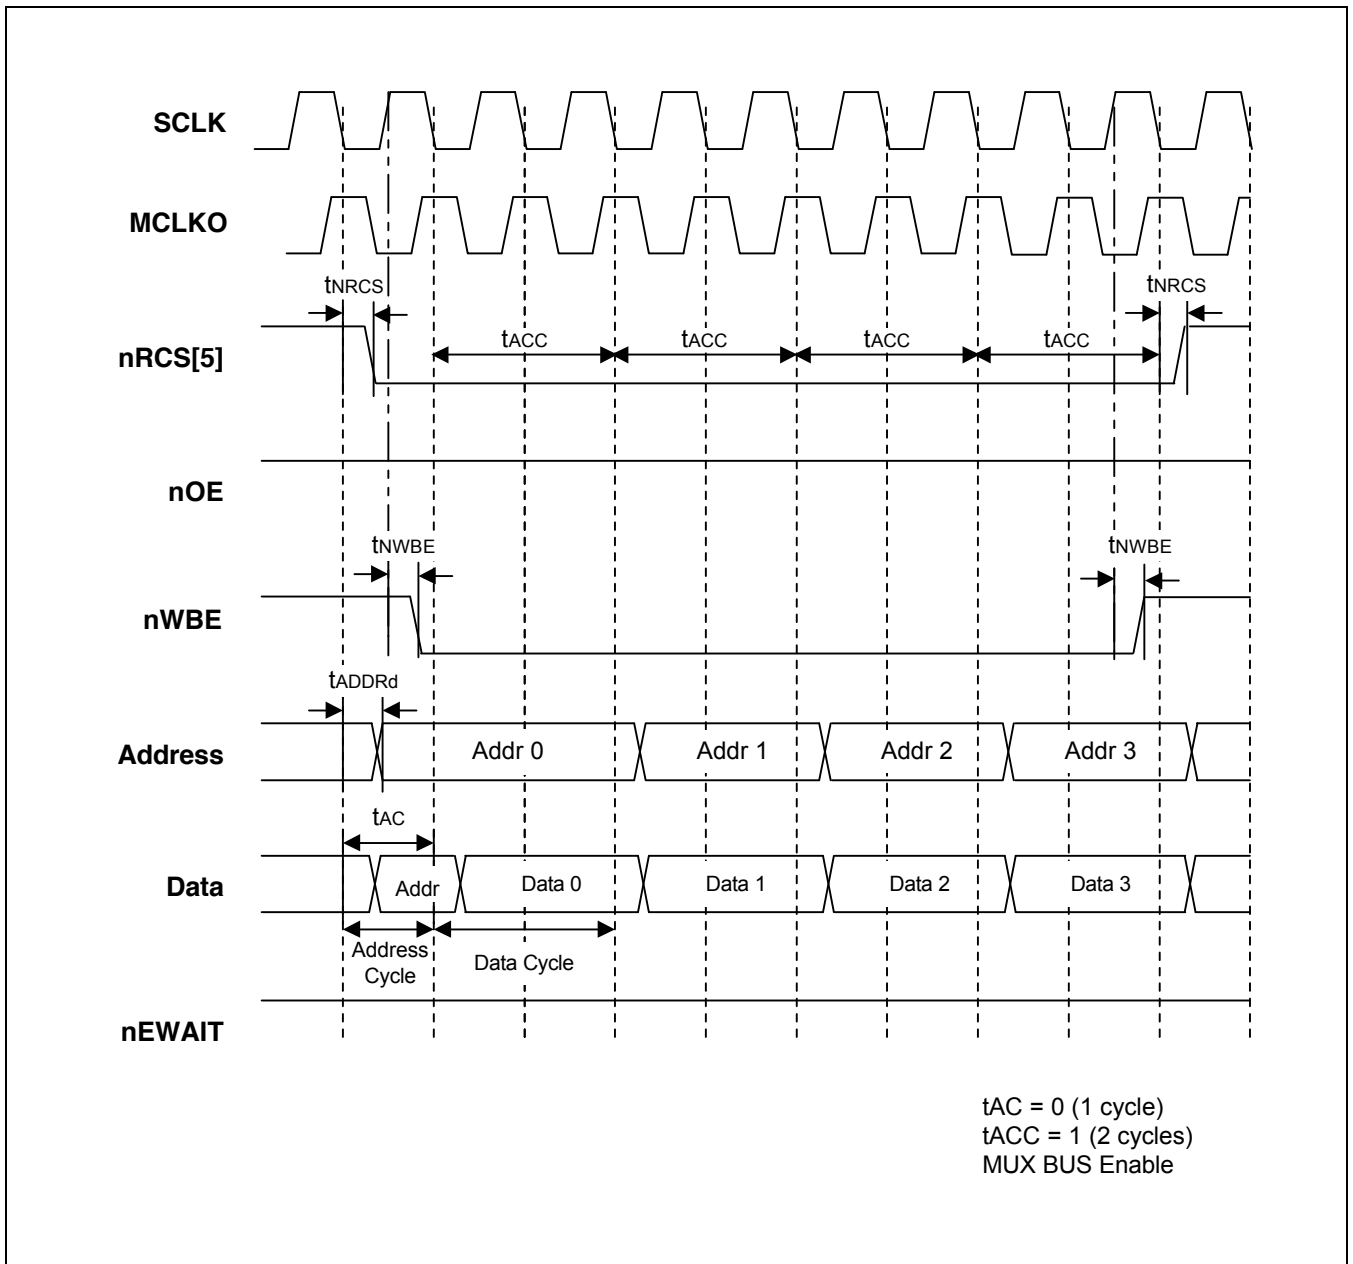 SCLK
MCLKO
tNRCS
tNRCS
nRCS[5]
tACC
tACC
tACC
tACC
nOE
tNWBE
tNWBE
nWBE
tADDRd
Address
Addr 0
Addr 1
Addr 2
Addr 3
tAC
Data
Addr
Data 0
Data 1
Data 2
Data 3
Address
Cycle
Data Cycle
nEWAIT
tAC = 0 (1 cycle)
tACC = 1 (2 cycles)
MUX BUS Enable